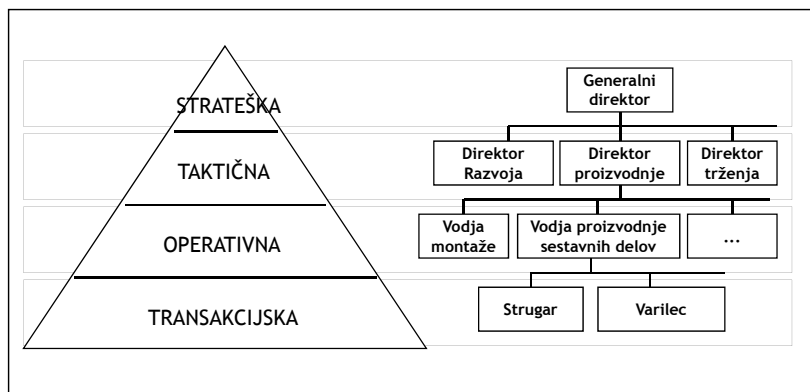 STRATEŠKA
TAKTIČNA
OPERATIVNA
TRANSAKCIJSKA
Generalni
direktor
Direktor
Razvoja
Direktor
proizvodnje
Direktor
trženja
Vodja
montaže
Vodja proizvodnje
sestavnih delov
...
Strugar
Varilec